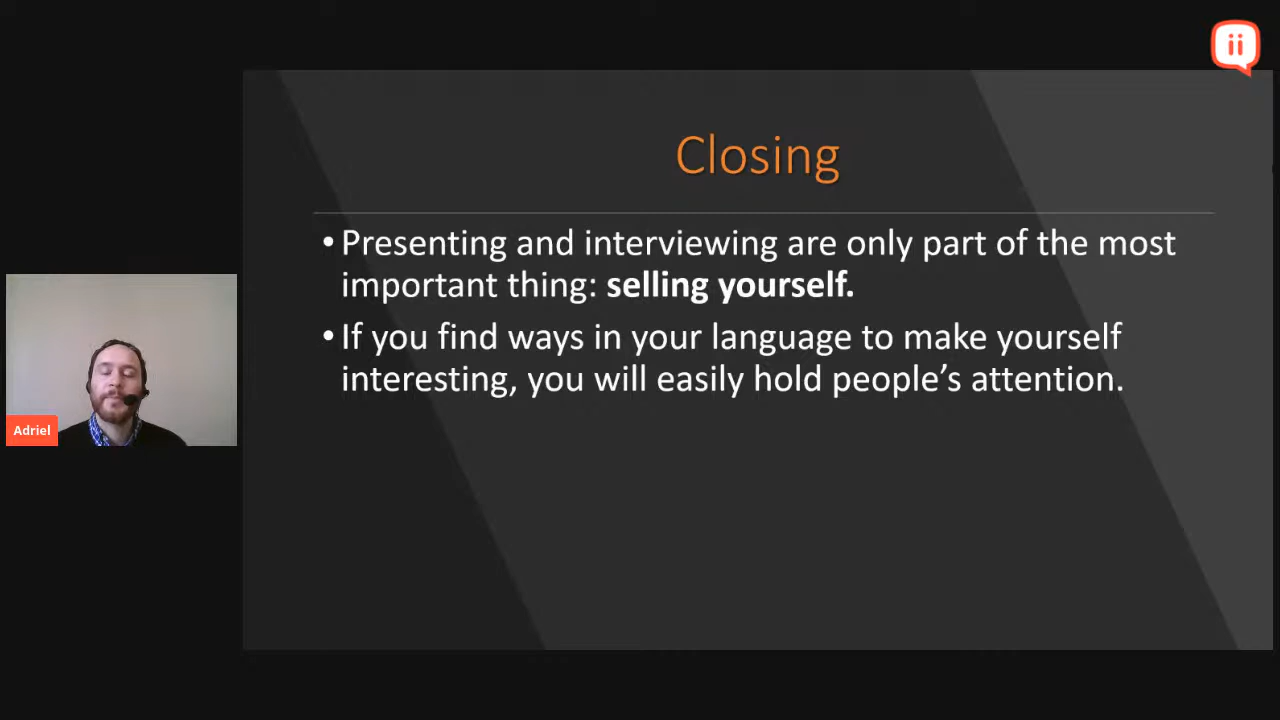 Closing
• Presenting and interviewing are only part of the most
important thing: selling yourself.
• If you find ways in your language to make yourself
interesting, you will easily hold people’s attention.
Adriel
ii